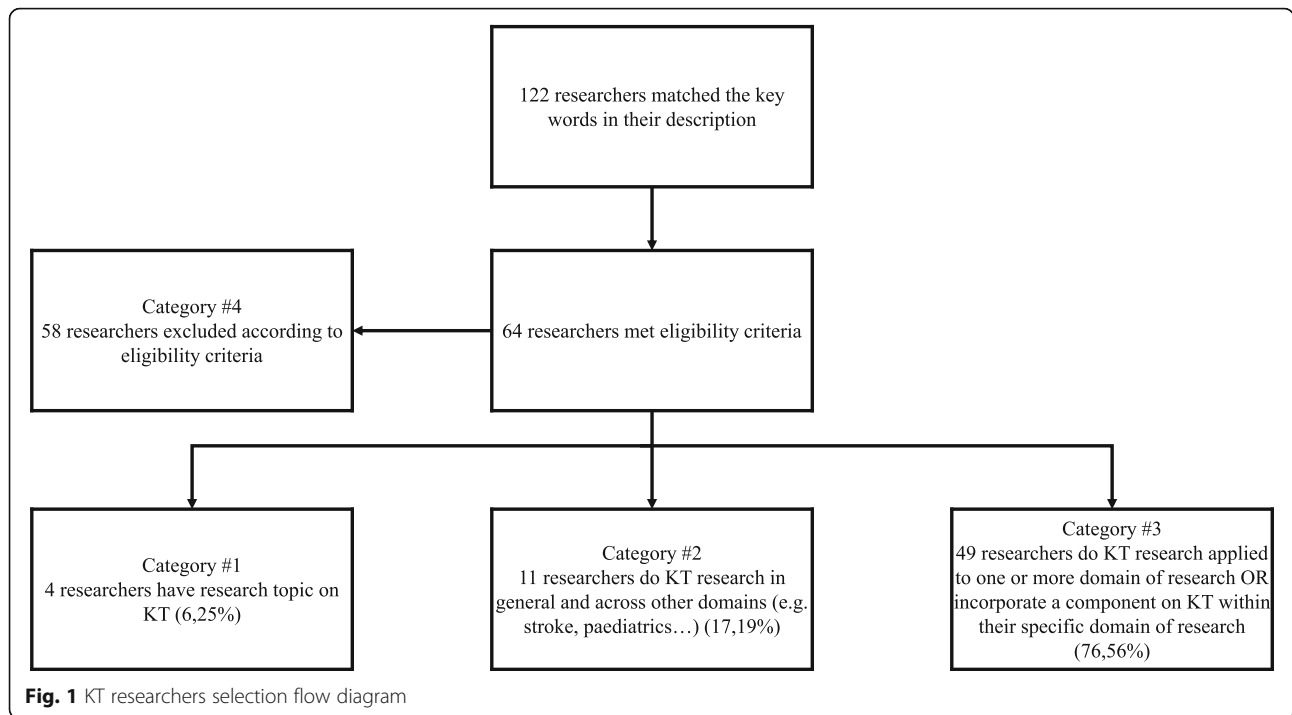 122 researchers matched the key
words in their description
Category #4
58 researchers excluded according to
eligibility criteria
64 researchers met eligibility criteria
Category #1
4 researchers have research topic on
KT (6,25%)
Category #2
11 researchers do KT research in
general and across other domains (e.g.
stroke, paediatrics…) (17,19%)
Category #3
49 researchers do KT research applied
to one or more domain of research OR
incorporate a component on KT within
their specific domain of research
(76,56%)
Fig. 1 KT researchers selection flow diagram